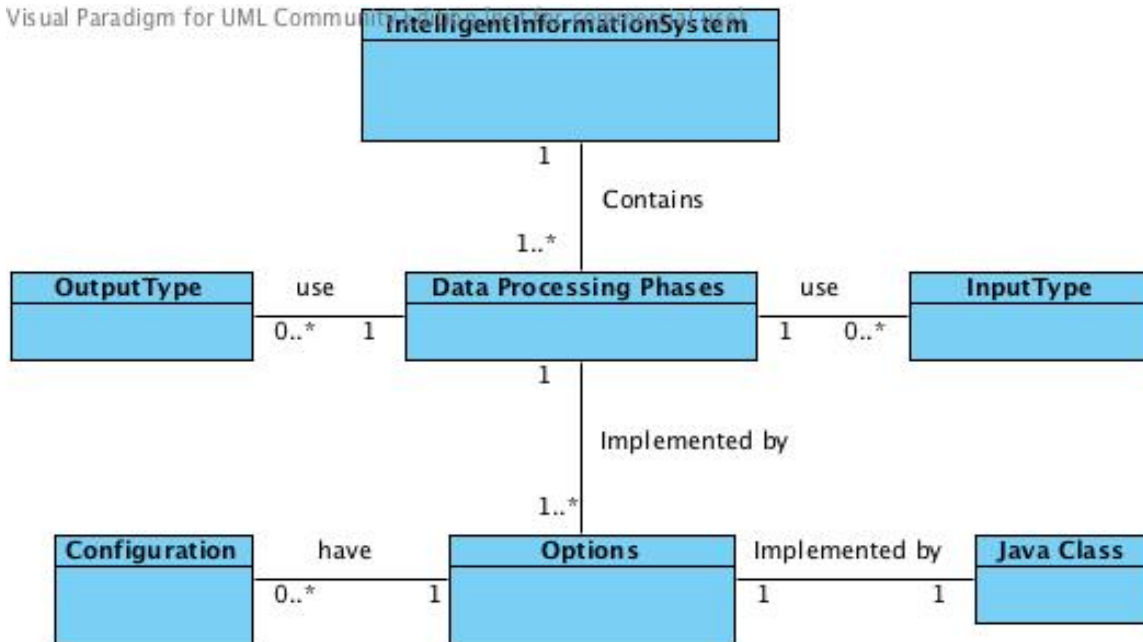 Visual Paradigm for UML Community
IntelligentInformationSystem
1
Contains
1..*
OutputType
use
Data Processing Phases
use
InputType
0..*
1
1
0..*
1
Implemented by
1..*
Configuration
have
Options
Implemented by
Java Class
0..*
1
1
1